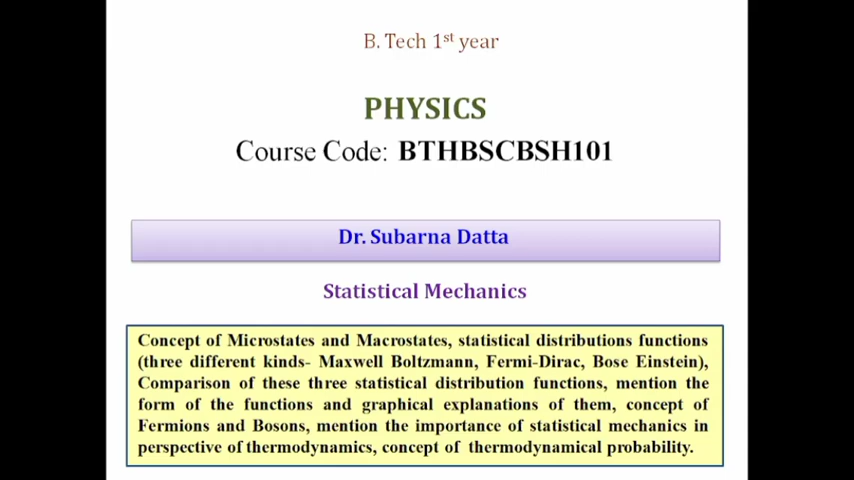 B. Tech 1st year
PHYSICS
Course Code: BTHBSCBSH101
Dr. Subarna Datta
Statistical Mechanics
Concept of Microstates and Macrostates, statistical distributions functions
(three different kinds- Maxwell Boltzmann, Fermi-Dirac, Bose Einstein),
Comparison of these three statistical distribution functions, mention the
form of the functions and graphical explanations of them, concept of
Fermions and Bosons, mention the importance of statistical mechanics in
perspective of thermodynamics, concept of thermodynamical probability.